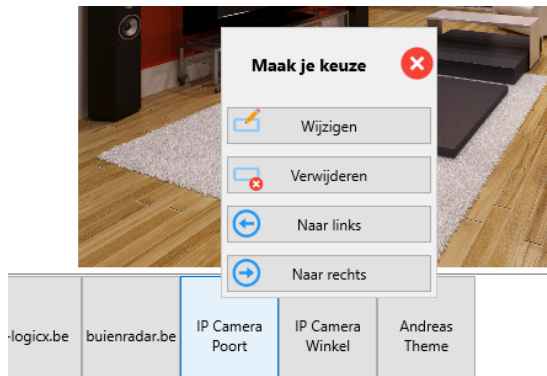 Maak je keuze
Wijzigen
Verwijderen
Naar links
Naar rechts
-logicx.be
buienradar.be
IP Camera
Poort
IP Camera
Winkel
Andreas
Theme